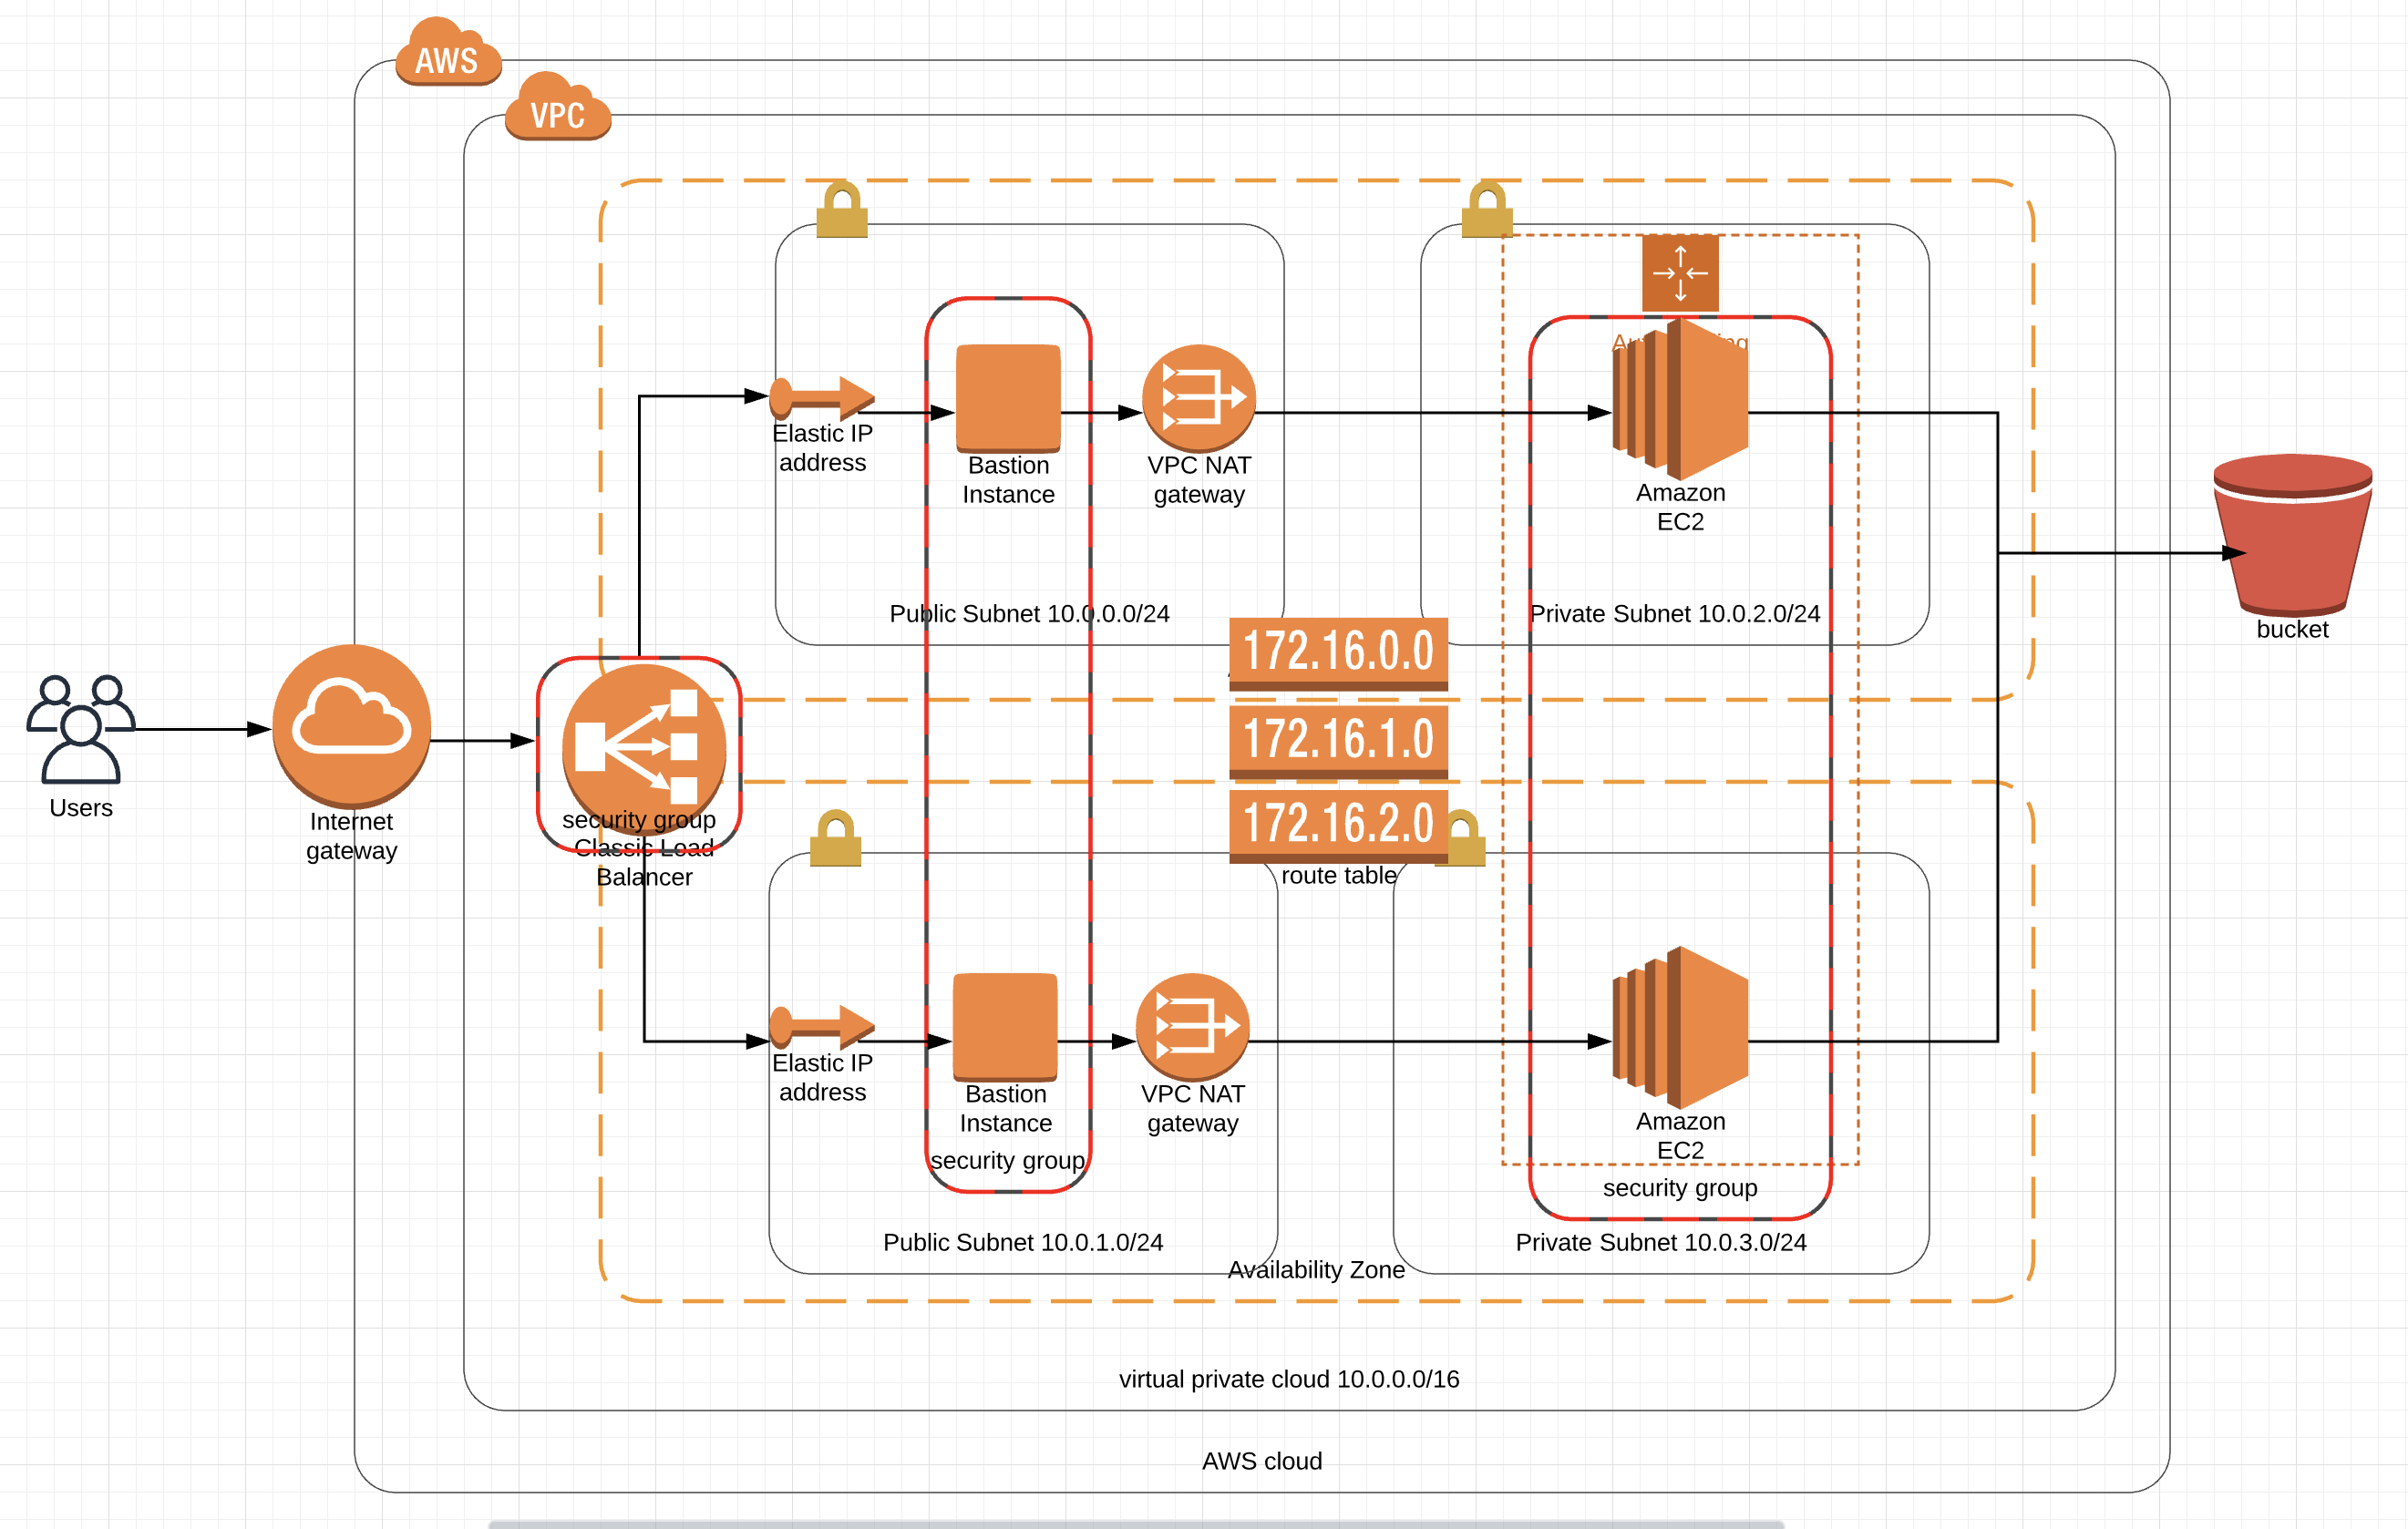 AWS
VPC
Elastic IP
address
Bastion
Instance
VPC NAT
gateway
Amazon
EC2
Public Subnet 10.0.0.0/24
Private Subnet 10.0.2.0/24
bucket
172.16.0.0
172.16.1.0
172.16.2.0
route table
Users
Internet
gateway
security group
Classic Load
Balancer
Elastic IP
address
Bastion
Instance
security group
VPC NAT
gateway
Amazon
EC2
security group
Public Subnet 10.0.1.0/24
Private Subnet 10.0.3.0/24
Availability Zone
virtual private cloud 10.0.0.0/16
AWS cloud